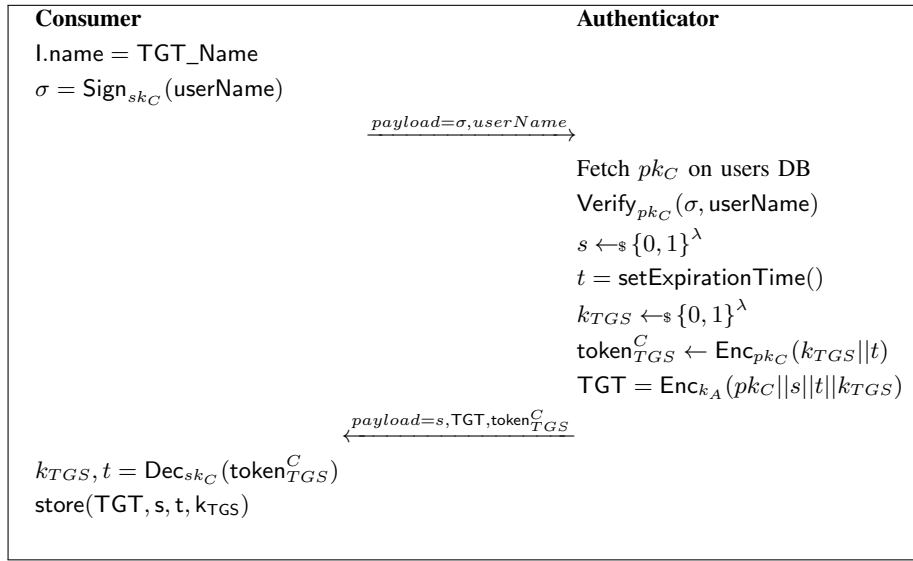 Consumer Authenticator
I.name = TGT_Name
σ = Sign_{sk_C}(userName)
payload=σ,userName
Fetch pk_C on users DB
Verify_{pk_C}(σ, userName)
s ←$ {0, 1}^λ
t = setExpirationTime()
k_{TGS} ←$ {0, 1}^λ
token^C_{TGS} ← Enc_{pk_C}(k_{TGS}||t)
TGT = Enc_{k_A}(pk_C||s||t||k_{TGS})
payload=s,TGT,token^C_{TGS}
k_{TGS}, t = Dec_{sk_C}(token^C_{TGS})
store(TGT, s, t, k_{TGS})